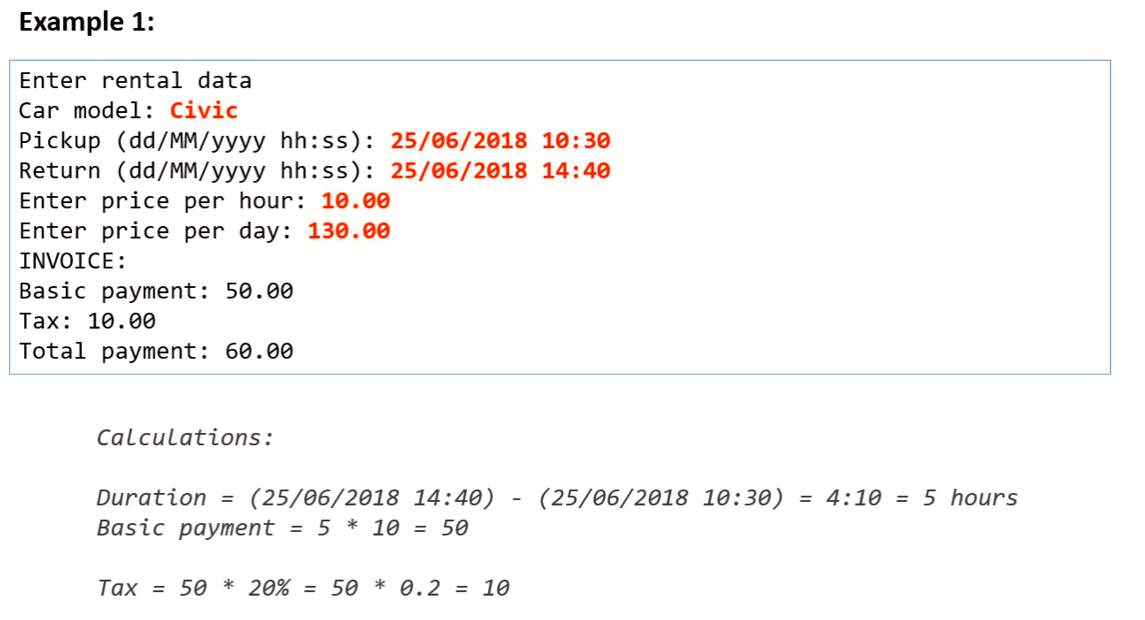 Example 1:
Enter rental data
Car model: Civic
Pickup (dd/MM/yyyy hh:ss): 25/06/2018 10:30
Return (dd/MM/yyyy hh:ss): 25/06/2018 14:40
Enter price per hour: 10.00
Enter price per day: 130.00
INVOICE:
Basic payment: 50.00
Tax: 10.00
Total payment: 60.00
Calculations:
Duration = (25/06/2018 14:40) - (25/06/2018 10:30) = 4:10 = 5 hours
Basic payment = 5 * 10 = 50
Tax = 50 * 20% = 50 * 0.2 = 10